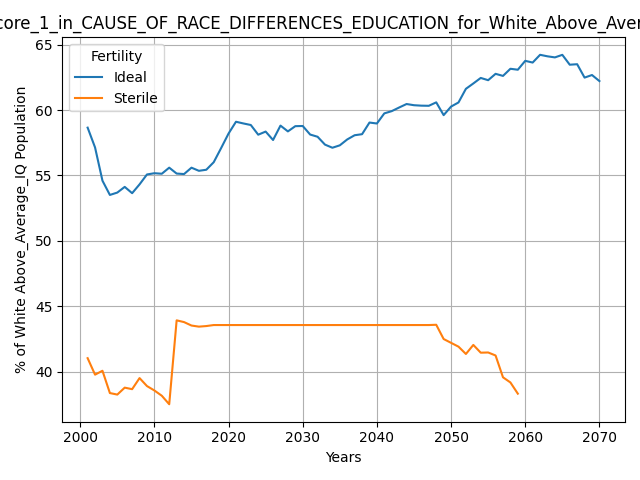 core_1_in_CAUSE_OF_RACE_DIFFERENCES_EDUCATION_for_White_Above_Aver
65
60
55
50
45
40
% of White Above_Average_IQ Population
Fertility
Ideal
Sterile
2000 2010 2020 2030 2040 2050 2060 2070
Years